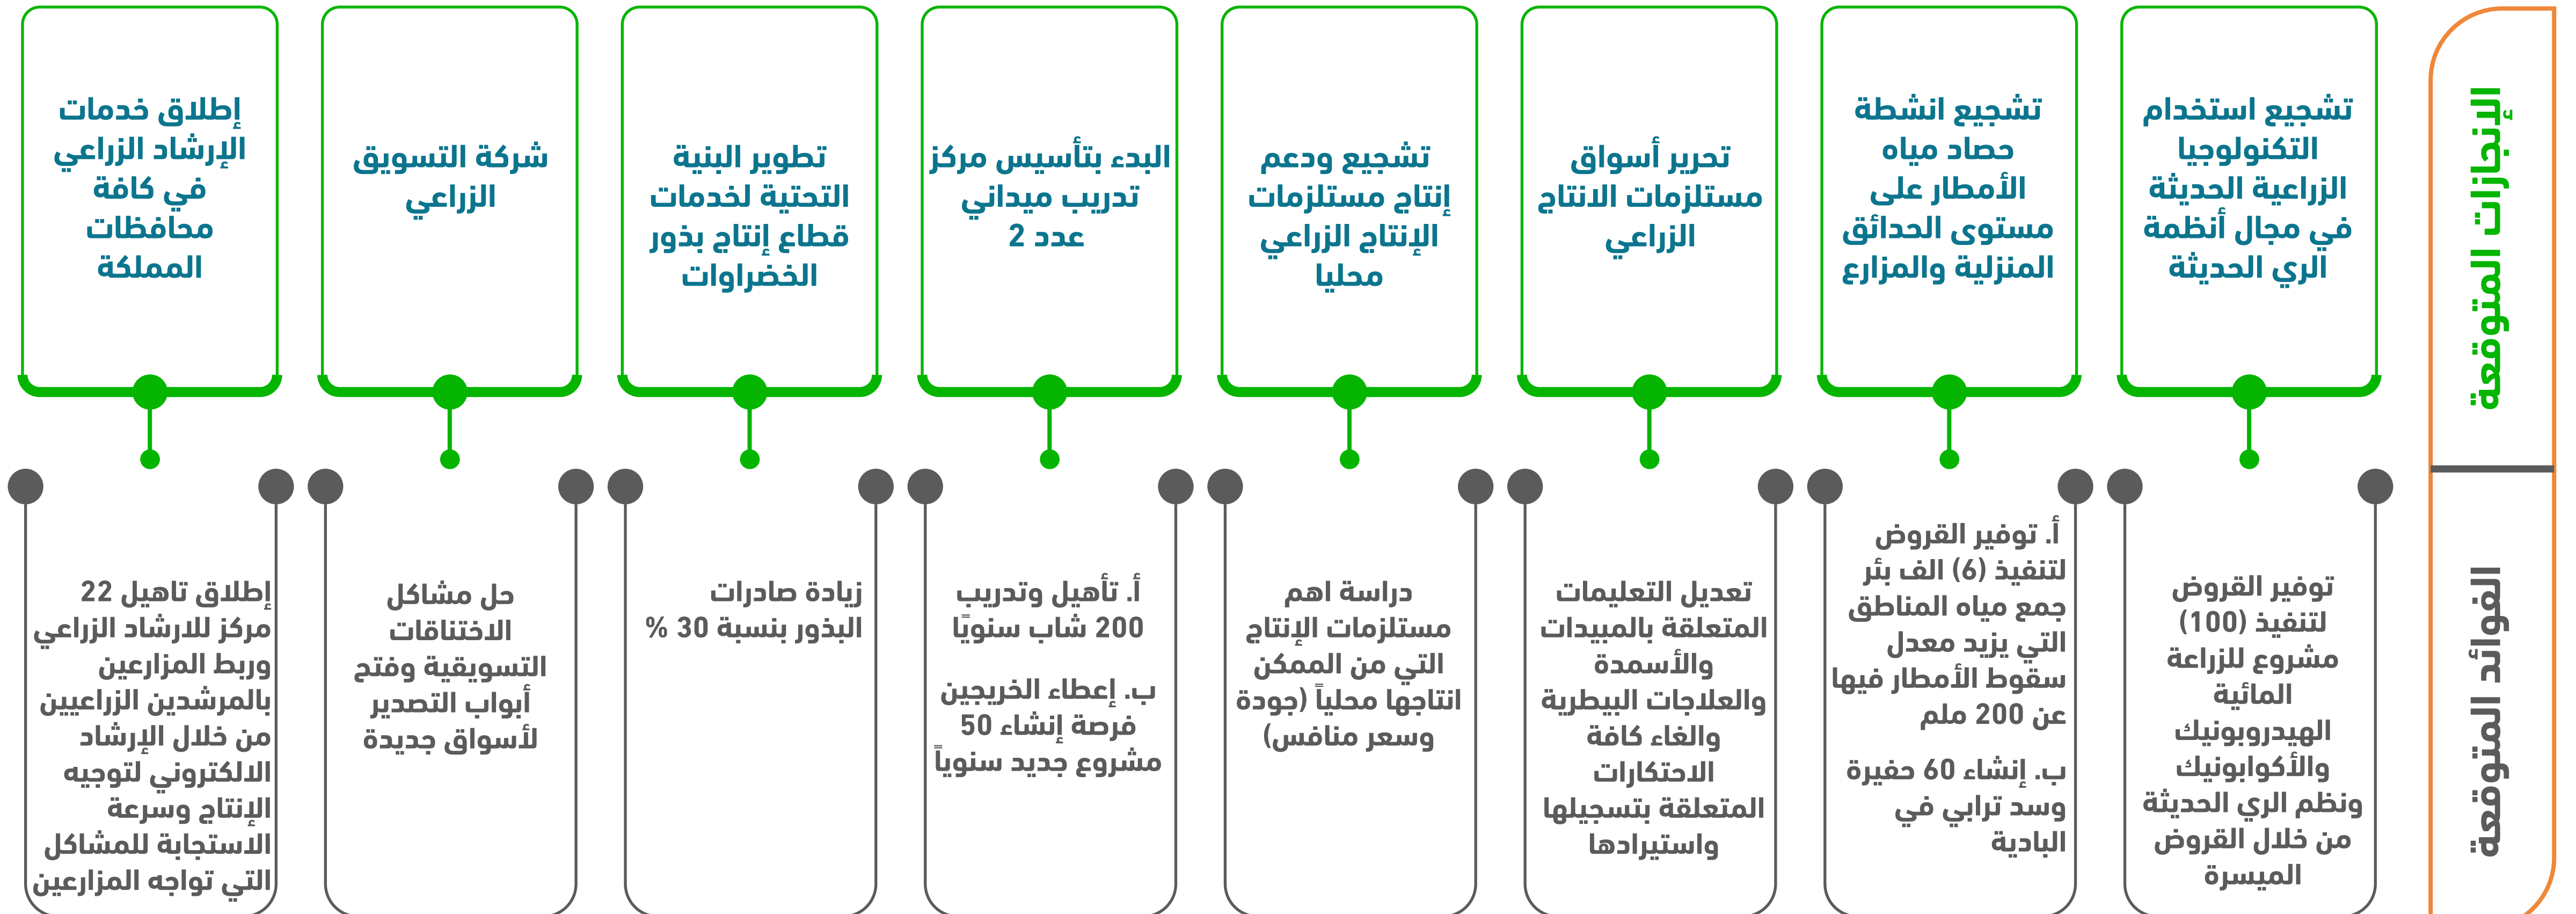 الإنجازات المتوقعة
تشجيع استخدام
التكنولوجيا
الزراعية الحديثة
في مجال أنظمة
الري الحديثة
تشجيع انشطة
حصاد مياه
الأمطار على
مستوى الحدائق
المنزلية والمزارع
تحرير أسواق
مستلزمات الانتاج
الزراعي
تشجيع ودعم
إنتاج مستلزمات
الإنتاج الزراعي
محليا
البدء بتأسيس مركز
تدريب ميداني
عدد 2
تطوير البنية
التحتية لخدمات
قطاع إنتاج بذور
الخضراوات
شركة التسويق
الزراعي
إطلاق خدمات
الإرشاد الزراعي
في كافة
محافظات
المملكة
الفوائد المتوقعة
توفير القروض
لتنفيذ (100)
مشروع للزراعة
المائية
الهيدروبونيك
والأكوابونيك
ونظم الري الحديثة
من خلال القروض
الميسرة
أ. توفير القروض
لتنفيذ (6) الف بئر
جمع مياه المناطق
التي يزيد معدل
سقوط الأمطار فيها
عن 200 ملم
ب. إنشاء 60 حفيرة
وسد ترابي في
البادية
تعديل التعليمات
المتعلقة بالمبيدات
والأسمدة
والعلاجات البيطرية
والغاء كافة
الاحتكارات
المتعلقة بتسجيلها
واستيرادها
دراسة اهم
مستلزمات الإنتاج
التي من الممكن
انتاجها محلياً (جودة
وسعر منافس)
أ. تأهيل وتدريب
200 شاب سنويًا
ب. إعطاء الخريجين
فرصة إنشاء 50
مشروع جديد سنوياً
زيادة صادرات
البذور بنسبة 30 %
حل مشاكل
الاختناقات
التسويقية وفتح
أبواب التصدير
لأسواق جديدة
إطلاق تاهيل 22
مركز للارشاد الزراعي
وربط المزارعين
بالمرشدين الزراعيين
من خلال الإرشاد
الالكتروني لتوجيه
الإنتاج وسرعة
الاستجابة للمشاكل
التي تواجه المزارعين